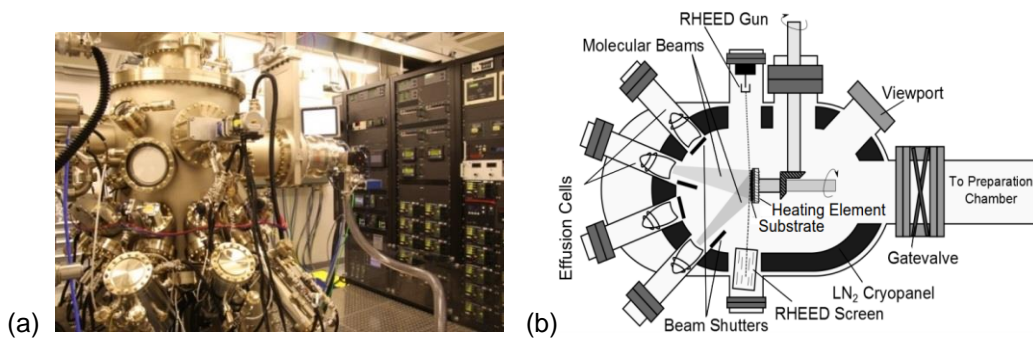 (a)
(b)
RHEED Gun
Molecular Beams
Viewport
Effusion Cells
To Preparation
Chamber
Heating Element
Substrate
Gatevalve
LN₂ Cryopanel
RHEED Screen
Beam Shutters